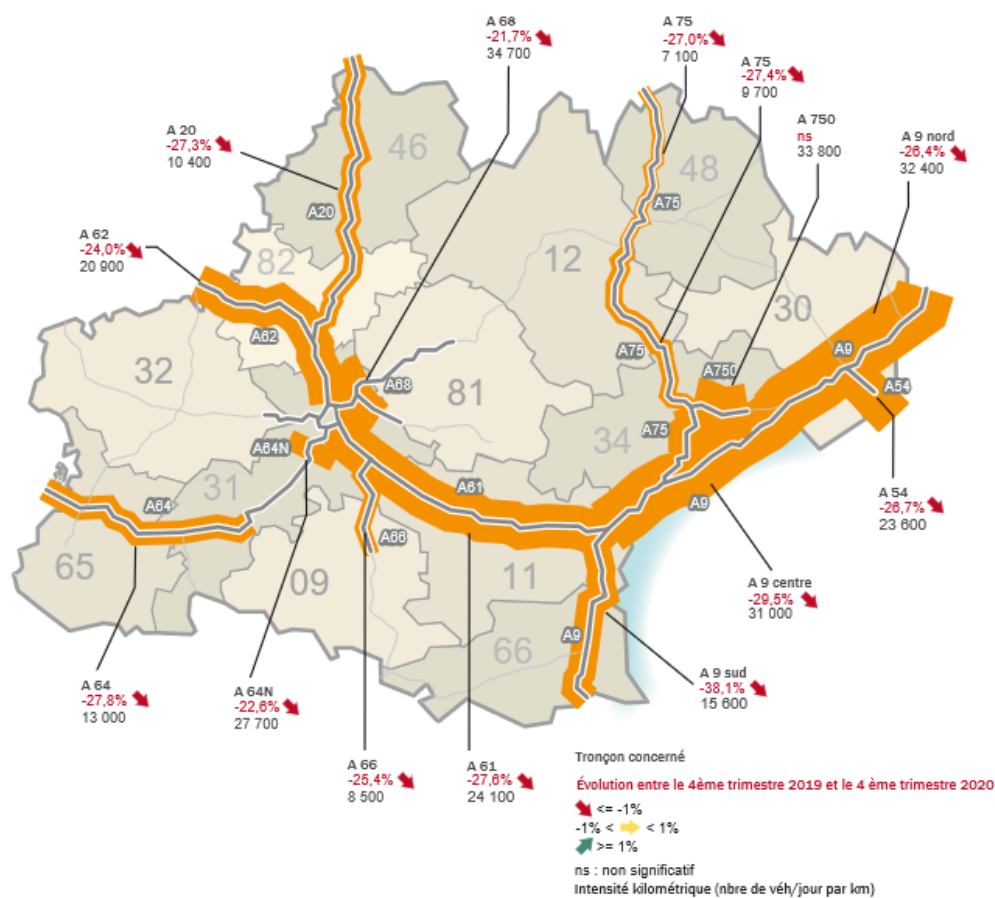 A 68
-21,7%
34 700
A 75
-27,0%
7 100
A 75
-27,4%
9 700
A 750
ns
33 800
A 9 nord
-26,4%
32 400
A 20
-27,3%
10 400
A 62
-24,0%
20 900
46
48
A20
A75
82
12
30
A62
32
A75
A9
A750
A68
A54
81
A75
34
A64N
31
A61
A64
A9
A66
65
09
11
A9
66
A 54
-26,7%
23 600
A 9 centre
-29,5%
31 000
A 9 sud
-38,1%
15 600
A 64
-27,8%
13 000
A 64N
-22,6%
27 700
A 66
-25,4%
8 500
A 61
-27,6%
24 100
Tronçon concerné
Évolution entre le 4ème trimestre 2019 et le 4 ème trimestre 2020
<= -1%
-1% < < 1%
>= 1%
ns : non significatif
Intensité kilométrique (nbre de véh/jour par km)